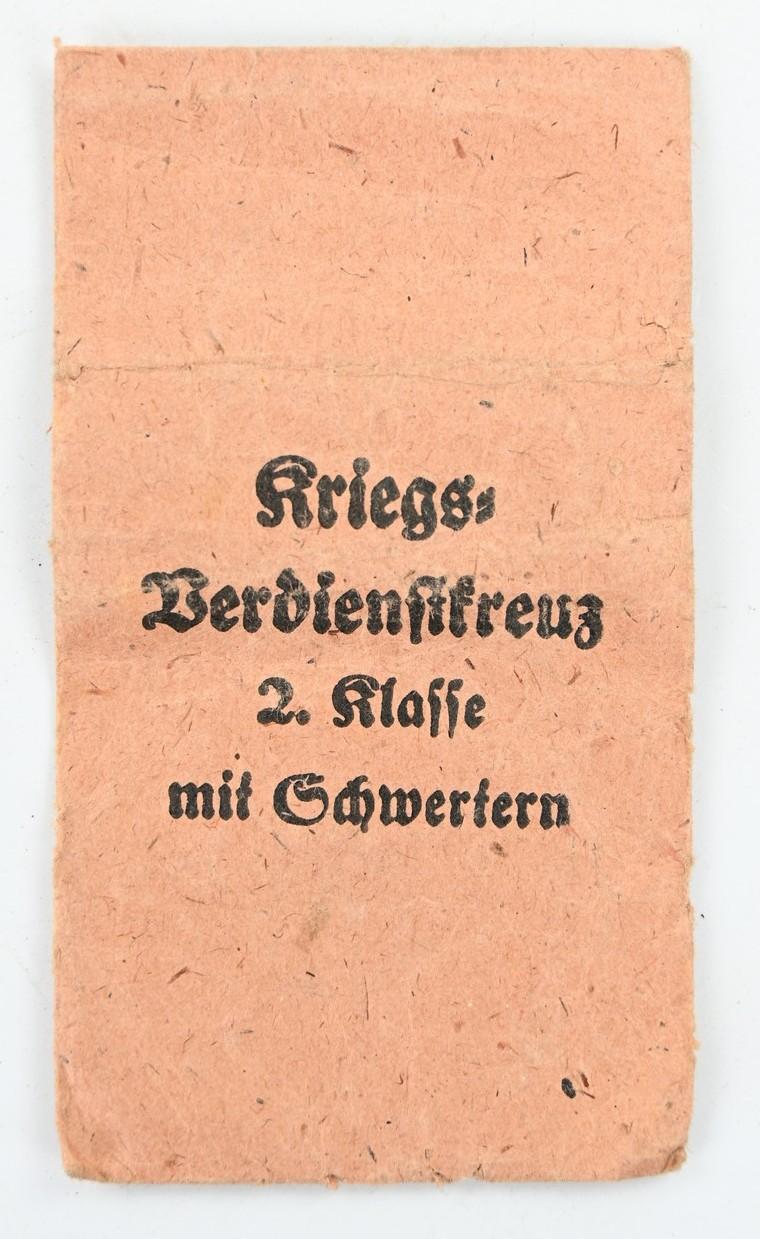 Kriegs-
Verdienstkreuz
2. Klasse
mit Schwertern